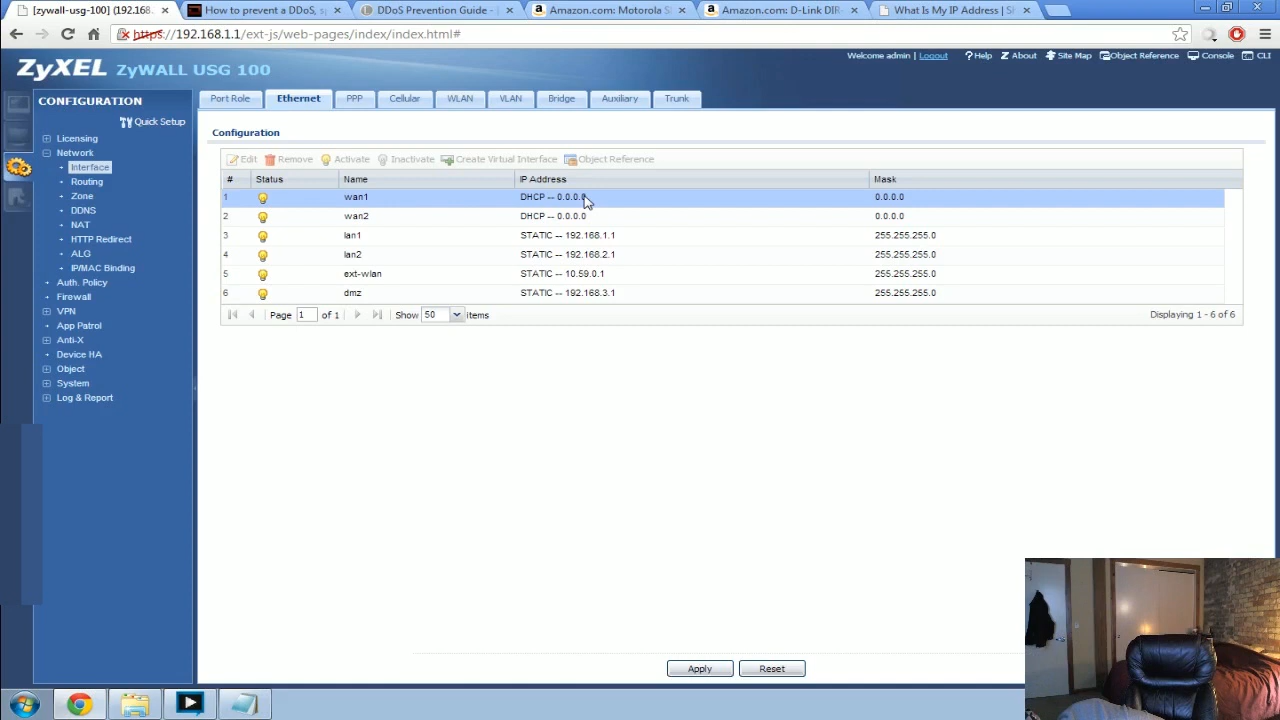 [zywall-usg-100] (192.168. How to prevent a DDoS, s DDoS Prevention Guide - Amazon.com: Motorola S Amazon.com: D-Link DIR- What Is My IP Address | Sh
https://192.168.1.1/ext-js/web-pages/index/index.html#
ZyXEL ZyWALL USG 100
Welcome admin | Logout ?Help Z About Site Map Object Reference Console CLI
CONFIGURATION
Quick Setup
Licensing
Network
Interface
Routing
Zone
DDNS
NAT
HTTP Redirect
ALG
IP/MAC Binding
Auth. Policy
Firewall
VPN
App Patrol
Anti-X
Device HA
Object
System
Log & Report
Port Role Ethernet PPP Cellular WLAN VLAN Bridge Auxiliary Trunk
Configuration
Edit Remove Activate Inactivate Create Virtual Interface Object Reference
# Status Name IP Address Mask
1 wan1 DHCP -- 0.0.0.0 0.0.0.0
2 wan2 DHCP -- 0.0.0.0 0.0.0.0
3 lan1 STATIC -- 192.168.1.1 255.255.255.0
4 lan2 STATIC -- 192.168.2.1 255.255.255.0
5 ext-wlan STATIC -- 10.59.0.1 255.255.255.0
6 dmz STATIC -- 192.168.3.1 255.255.255.0
Page 1 of 1 Show 50 items Displaying 1 - 6 of 6
Apply Reset